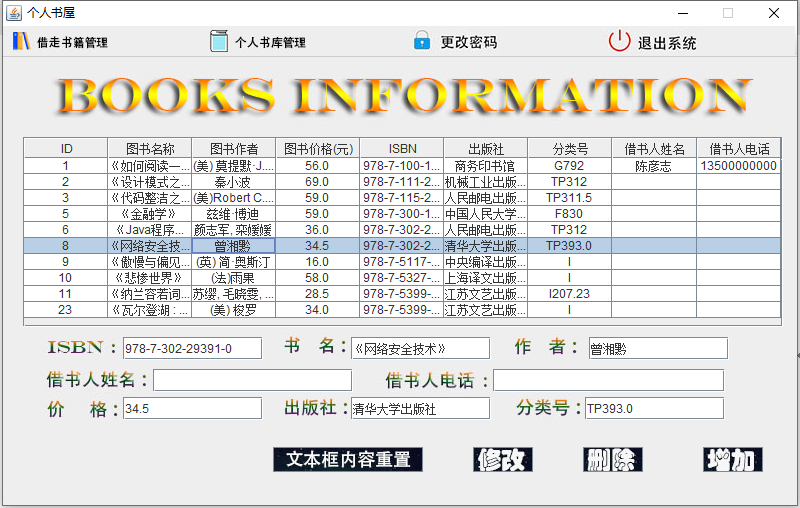 个人书屋
借走书籍管理 个人书库管理 更改密码 退出系统
BOOKS INFORMATION
ID 图书名称 图书作者 图书价格(元) ISBN 出版社 分类号 借书人姓名 借书人电话
1 《如何阅读一... (美) 莫提默·J.... 56.0 978-7-100-1... 商务印书馆 G792 陈彦志 13500000000
2 《设计模式之... 秦小波 69.0 978-7-111-2... 机械工业出版... TP312
3 《代码整洁之... (美)Robert C.... 59.0 978-7-115-2... 人民邮电出版... TP311.5
5 《金融学》 兹维·博迪 59.0 978-7-300-1... 中国人民大学... F830
6 《Java程序... 颜志军, 栾媛媛 36.0 978-7-302-2... 人民邮电出版... TP312
8 《网络安全技... 曾湘黔 34.5 978-7-302-2... 清华大学出版... TP393.0
9 《傲慢与偏见... (英) 简·奥斯汀 16.0 978-7-5117-... 中央编译出版... I
10 《悲惨世界》 (法)雨果 58.0 978-7-5327-... 上海译文出版... I
11 《纳兰容若词... 苏缨, 毛晓雯, ... 28.5 978-7-5399-... 江苏文艺出版... I207.23
23 《瓦尔登湖 : ... (美) 梭罗 34.0 978-7-5399-... 江苏文艺出版... I
ISBN : 978-7-302-29391-0 书 名: 《网络安全技术》 作 者: 曾湘黔
借书人姓名: 借书人电话:
价 格: 34.5 出版社: 清华大学出版社 分类号: TP393.0
文本框内容重置 修改 删除 增加